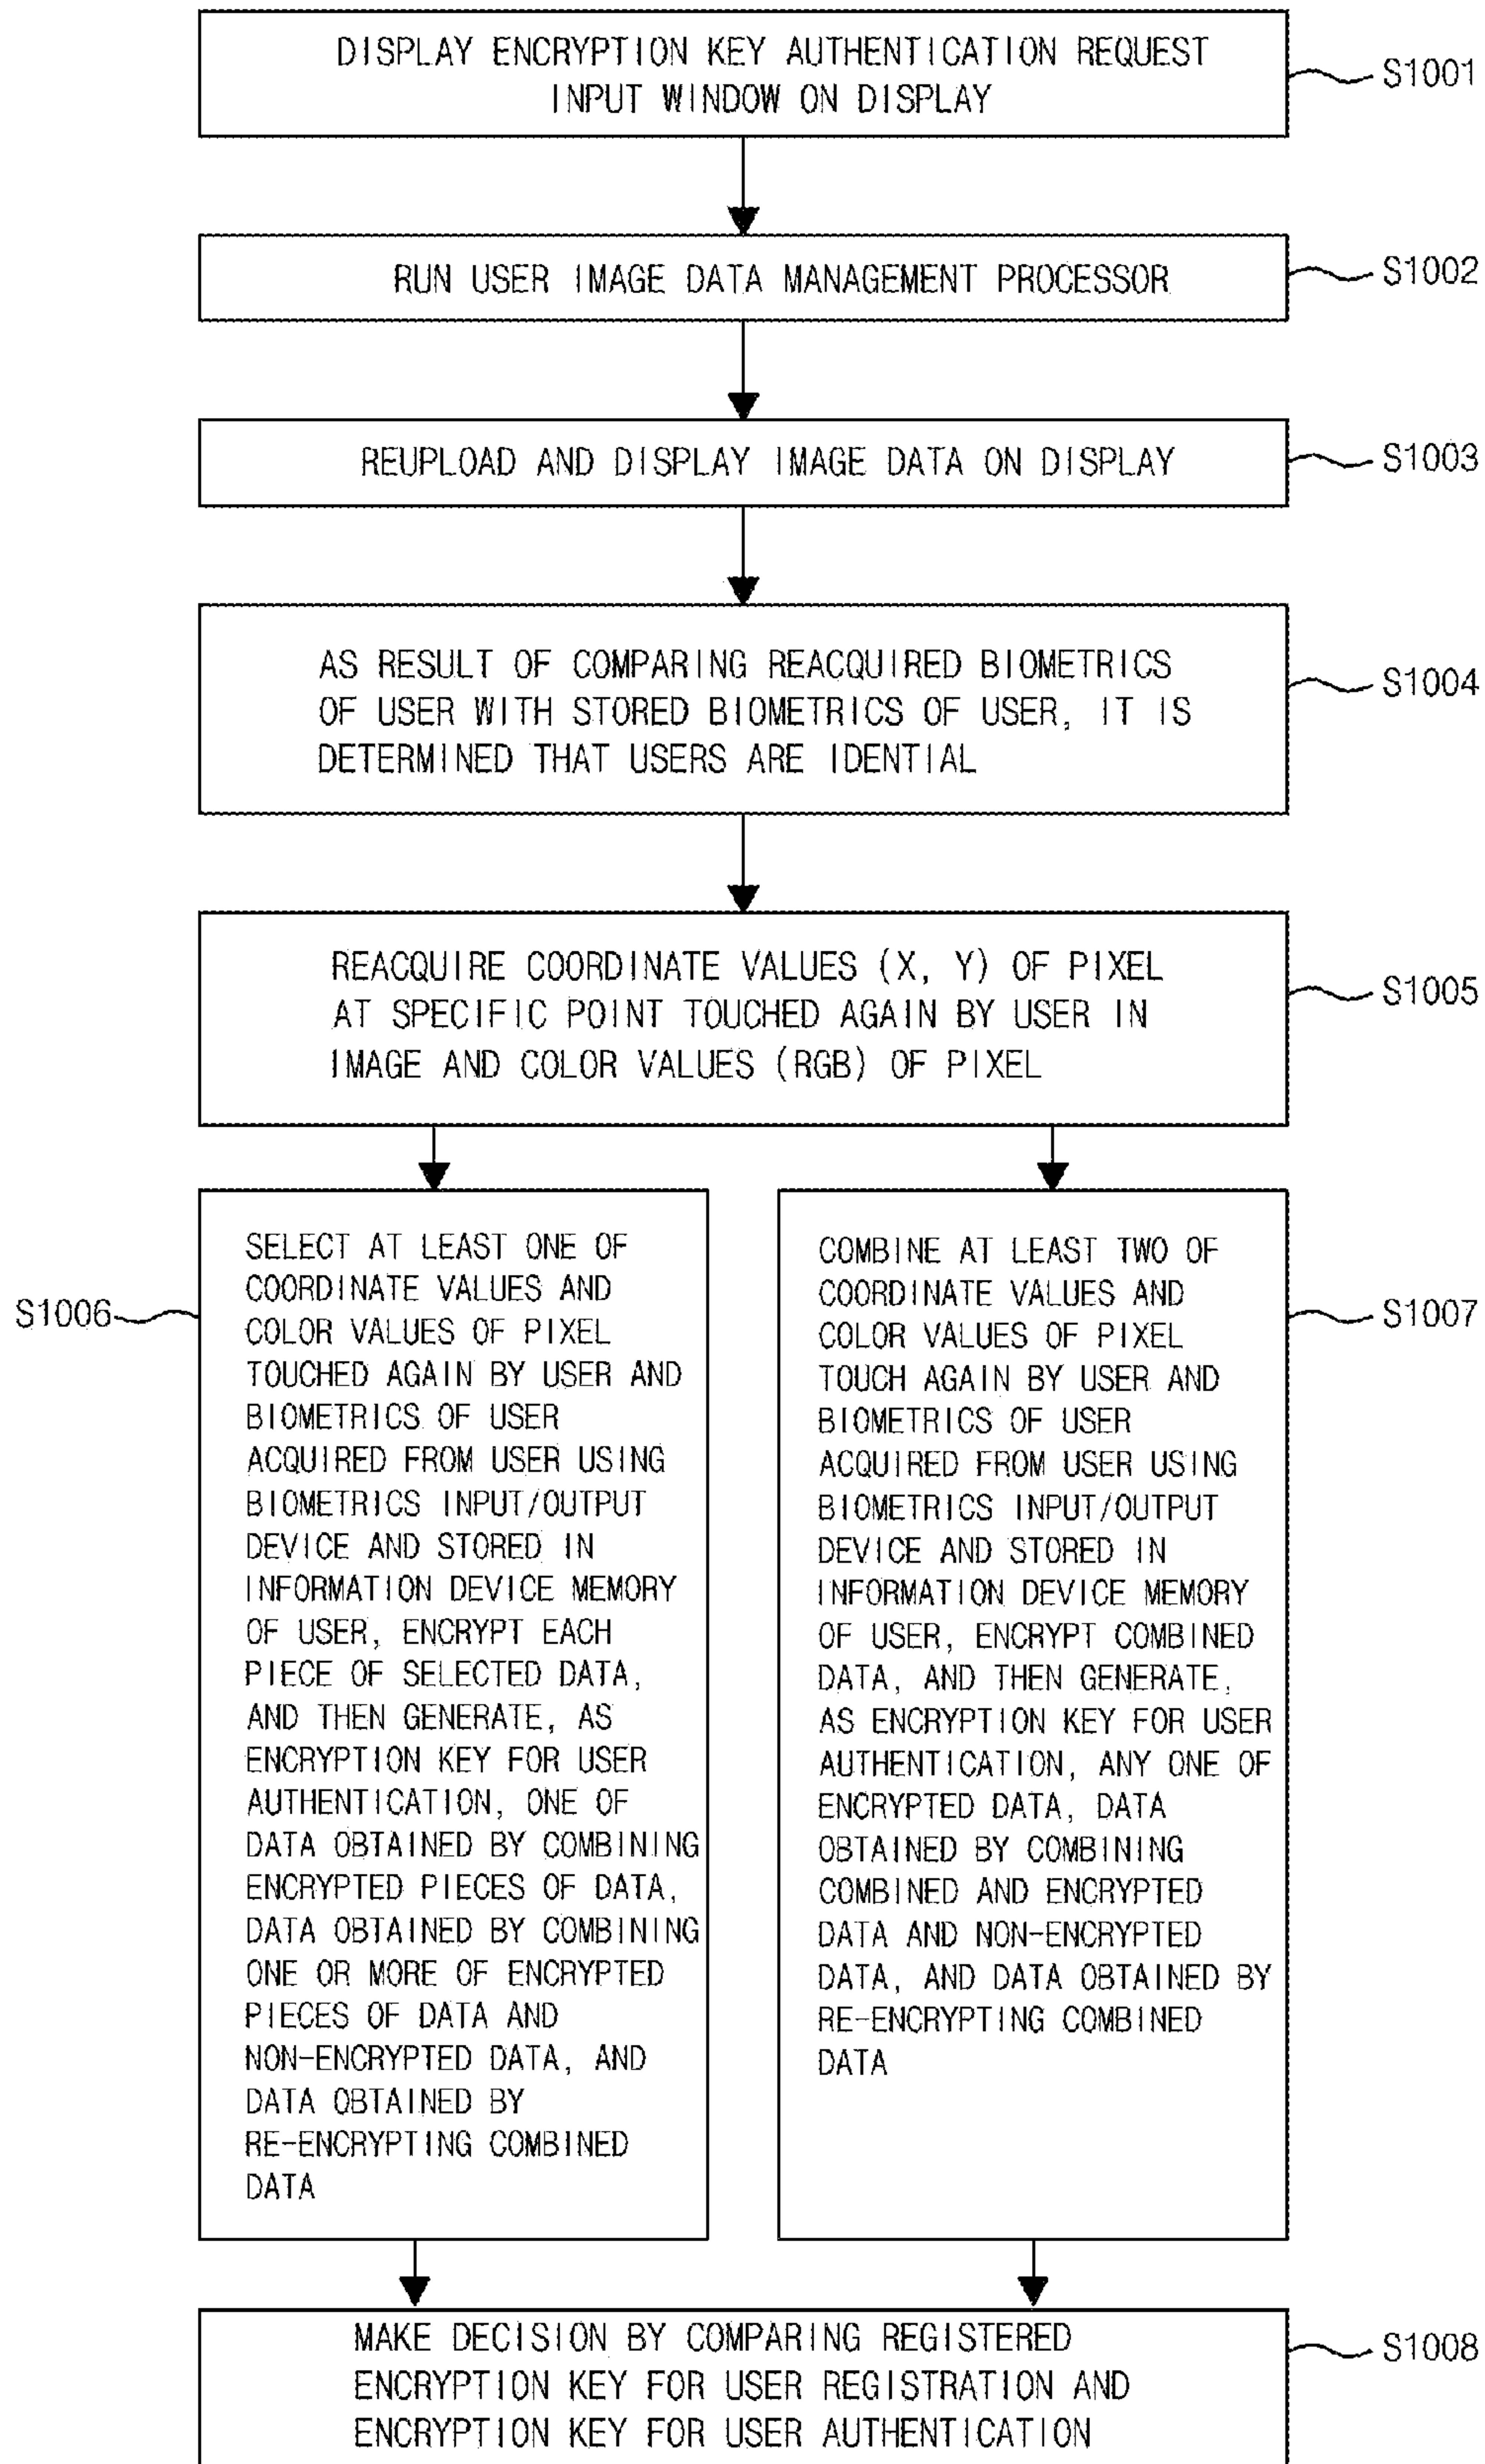 DISPLAY ENCRYPTION KEY AUTHENTICATION REQUEST
INPUT WINDOW ON DISPLAY
S1001
RUN USER IMAGE DATA MANAGEMENT PROCESSOR
S1002
REUPLOAD AND DISPLAY IMAGE DATA ON DISPLAY
S1003
AS RESULT OF COMPARING REACQUIRED BIOMETRICS
OF USER WITH STORED BIOMETRICS OF USER, IT IS
DETERMINED THAT USERS ARE IDENTIAL
S1004
REACQUIRE COORDINATE VALUES (X, Y) OF PIXEL
AT SPECIFIC POINT TOUCHED AGAIN BY USER IN
IMAGE AND COLOR VALUES (RGB) OF PIXEL
S1005
S1006
SELECT AT LEAST ONE OF
COORDINATE VALUES AND
COLOR VALUES OF PIXEL
TOUCHED AGAIN BY USER AND
BIOMETRICS OF USER
ACQUIRED FROM USER USING
BIOMETRICS INPUT/OUTPUT
DEVICE AND STORED IN
INFORMATION DEVICE MEMORY
OF USER, ENCRYPT EACH
PIECE OF SELECTED DATA,
AND THEN GENERATE, AS
ENCRYPTION KEY FOR USER
AUTHENTICATION, ONE OF
DATA OBTAINED BY COMBINING
ENCRYPTED PIECES OF DATA,
DATA OBTAINED BY COMBINING
ONE OR MORE OF ENCRYPTED
PIECES OF DATA AND
NON-ENCRYPTED DATA, AND
DATA OBTAINED BY
RE-ENCRYPTING COMBINED
DATA
COMBINE AT LEAST TWO OF
COORDINATE VALUES AND
COLOR VALUES OF PIXEL
TOUCH AGAIN BY USER AND
BIOMETRICS OF USER
ACQUIRED FROM USER USING
BIOMETRICS INPUT/OUTPUT
DEVICE AND STORED IN
INFORMATION DEVICE MEMORY
OF USER, ENCRYPT COMBINED
DATA, AND THEN GENERATE,
AS ENCRYPTION KEY FOR USER
AUTHENTICATION, ANY ONE OF
ENCRYPTED DATA, DATA
OBTAINED BY COMBINING
COMBINED AND ENCRYPTED
DATA AND NON-ENCRYPTED
DATA, AND DATA OBTAINED BY
RE-ENCRYPTING COMBINED
DATA
S1007
MAKE DECISION BY COMPARING REGISTERED
ENCRYPTION KEY FOR USER REGISTRATION AND
ENCRYPTION KEY FOR USER AUTHENTICATION
S1008